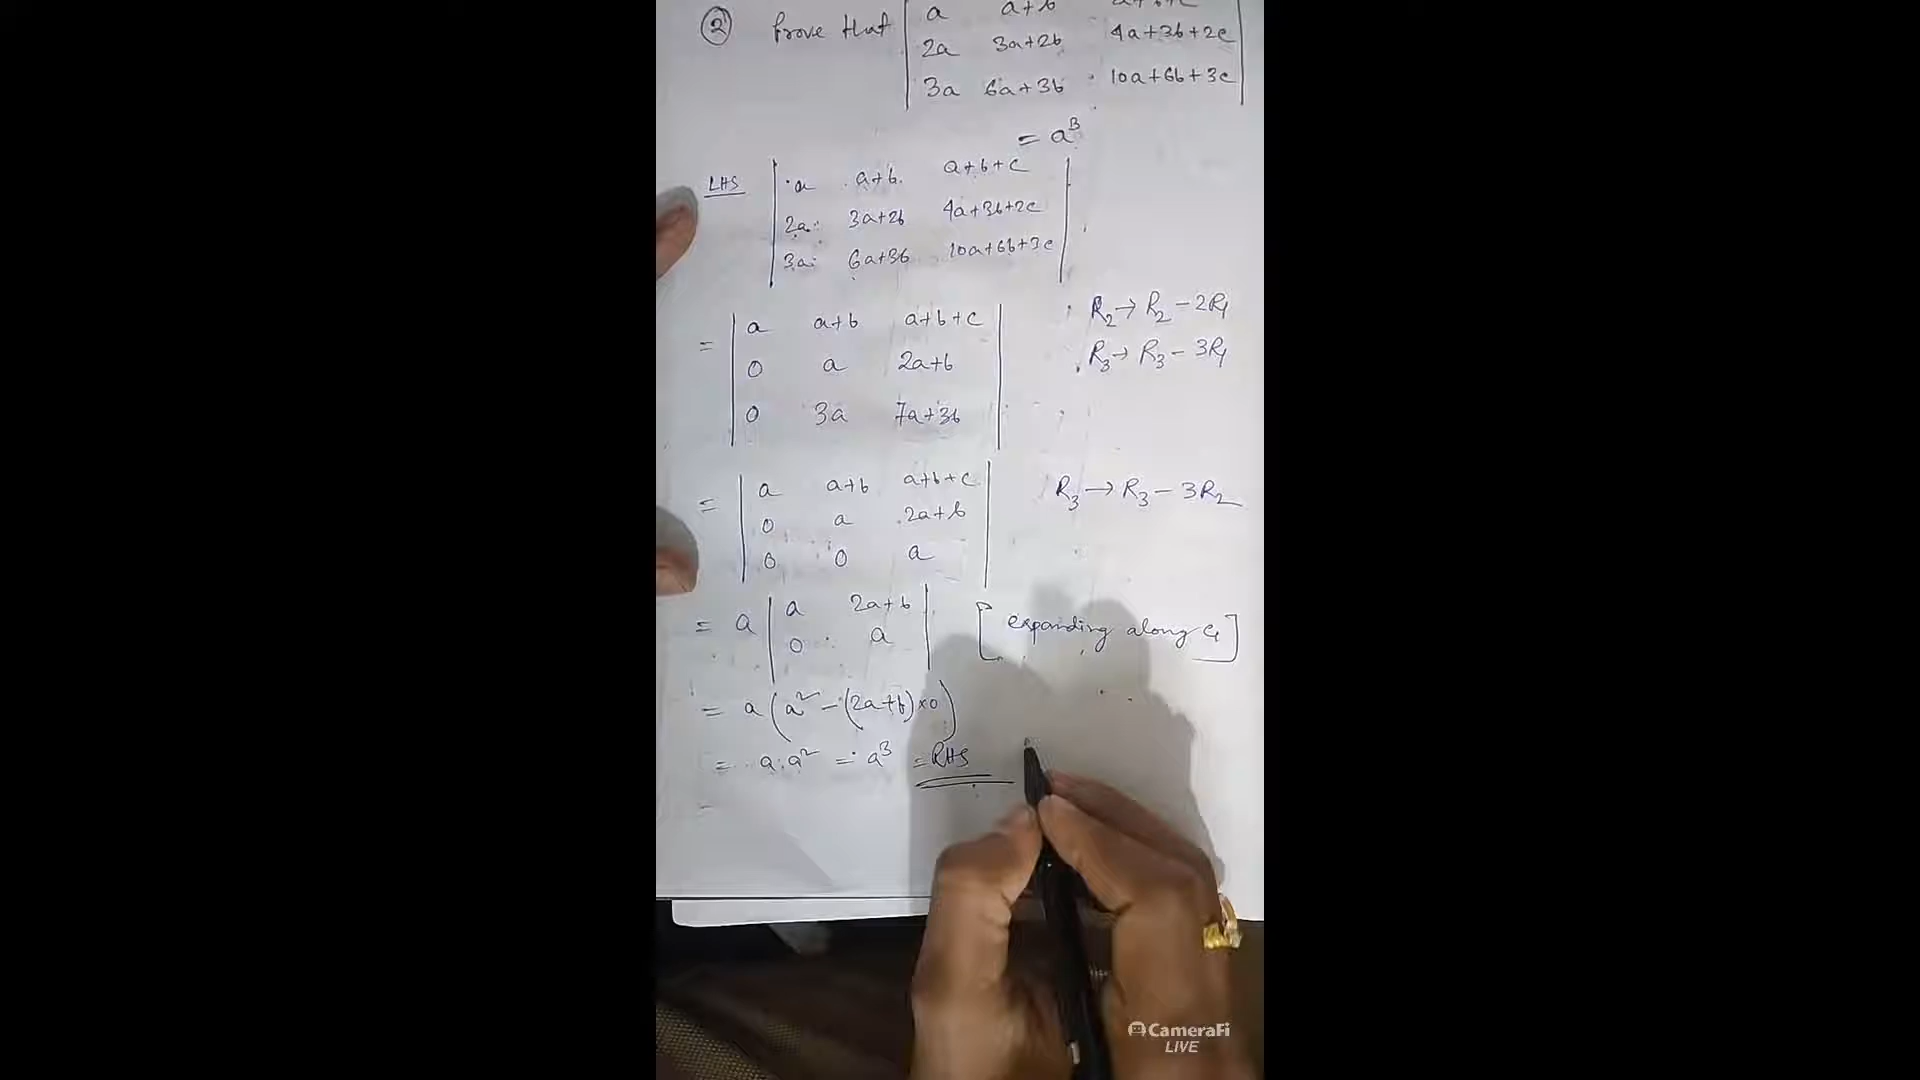 ② Prove that | a a+b a+b+c |
| 2a 3a+2b 4a+3b+2c |
| 3a 6a+3b 10a+6b+3c |
= a³
LHS | a a+b a+b+c |
| 2a 3a+2b 4a+3b+2c |
| 3a 6a+3b 10a+6b+3c |
= | a a+b a+b+c | R₂ → R₂ - 2R₁
| 0 a 2a+b | R₃ → R₃ - 3R₁
| 0 3a 7a+3b |
= | a a+b a+b+c | R₃ → R₃ - 3R₂
| 0 a 2a+b |
| 0 0 a |
= a | a 2a+b | [expanding along C₁]
| 0 a |
= a (a² - (2a+b)×0)
= a.a² = a³ = RHS
=
CameraFi
LIVE